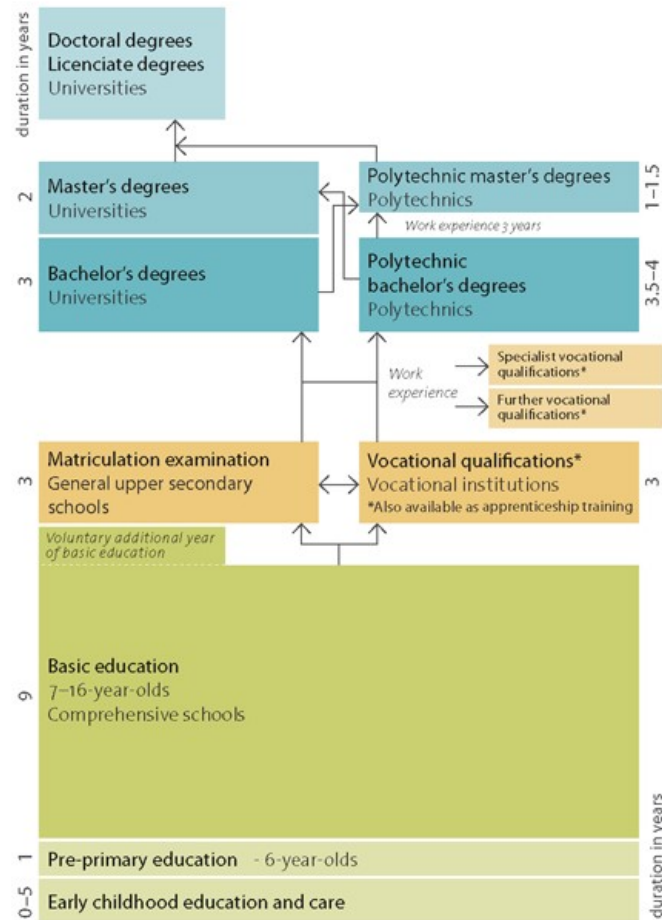 duration in years
Doctoral degrees
Licenciate degrees
Universities
2
Master's degrees
Universities
Polytechnic master's degrees
Polytechnics
1–1.5
Work experience 3 years
3
Bachelor's degrees
Universities
Polytechnic
bachelor's degrees
Polytechnics
3.5–4
Work
experience
Specialist vocational
qualifications*
Further vocational
qualifications*
3
Matriculation examination
General upper secondary
schools
Vocational qualifications*
Vocational institutions
*Also available as apprenticeship training
3
Voluntary additional year
of basic education
9
Basic education
7–16-year-olds
Comprehensive schools
1
Pre-primary education - 6-year-olds
0–5
Early childhood education and care
duration in years